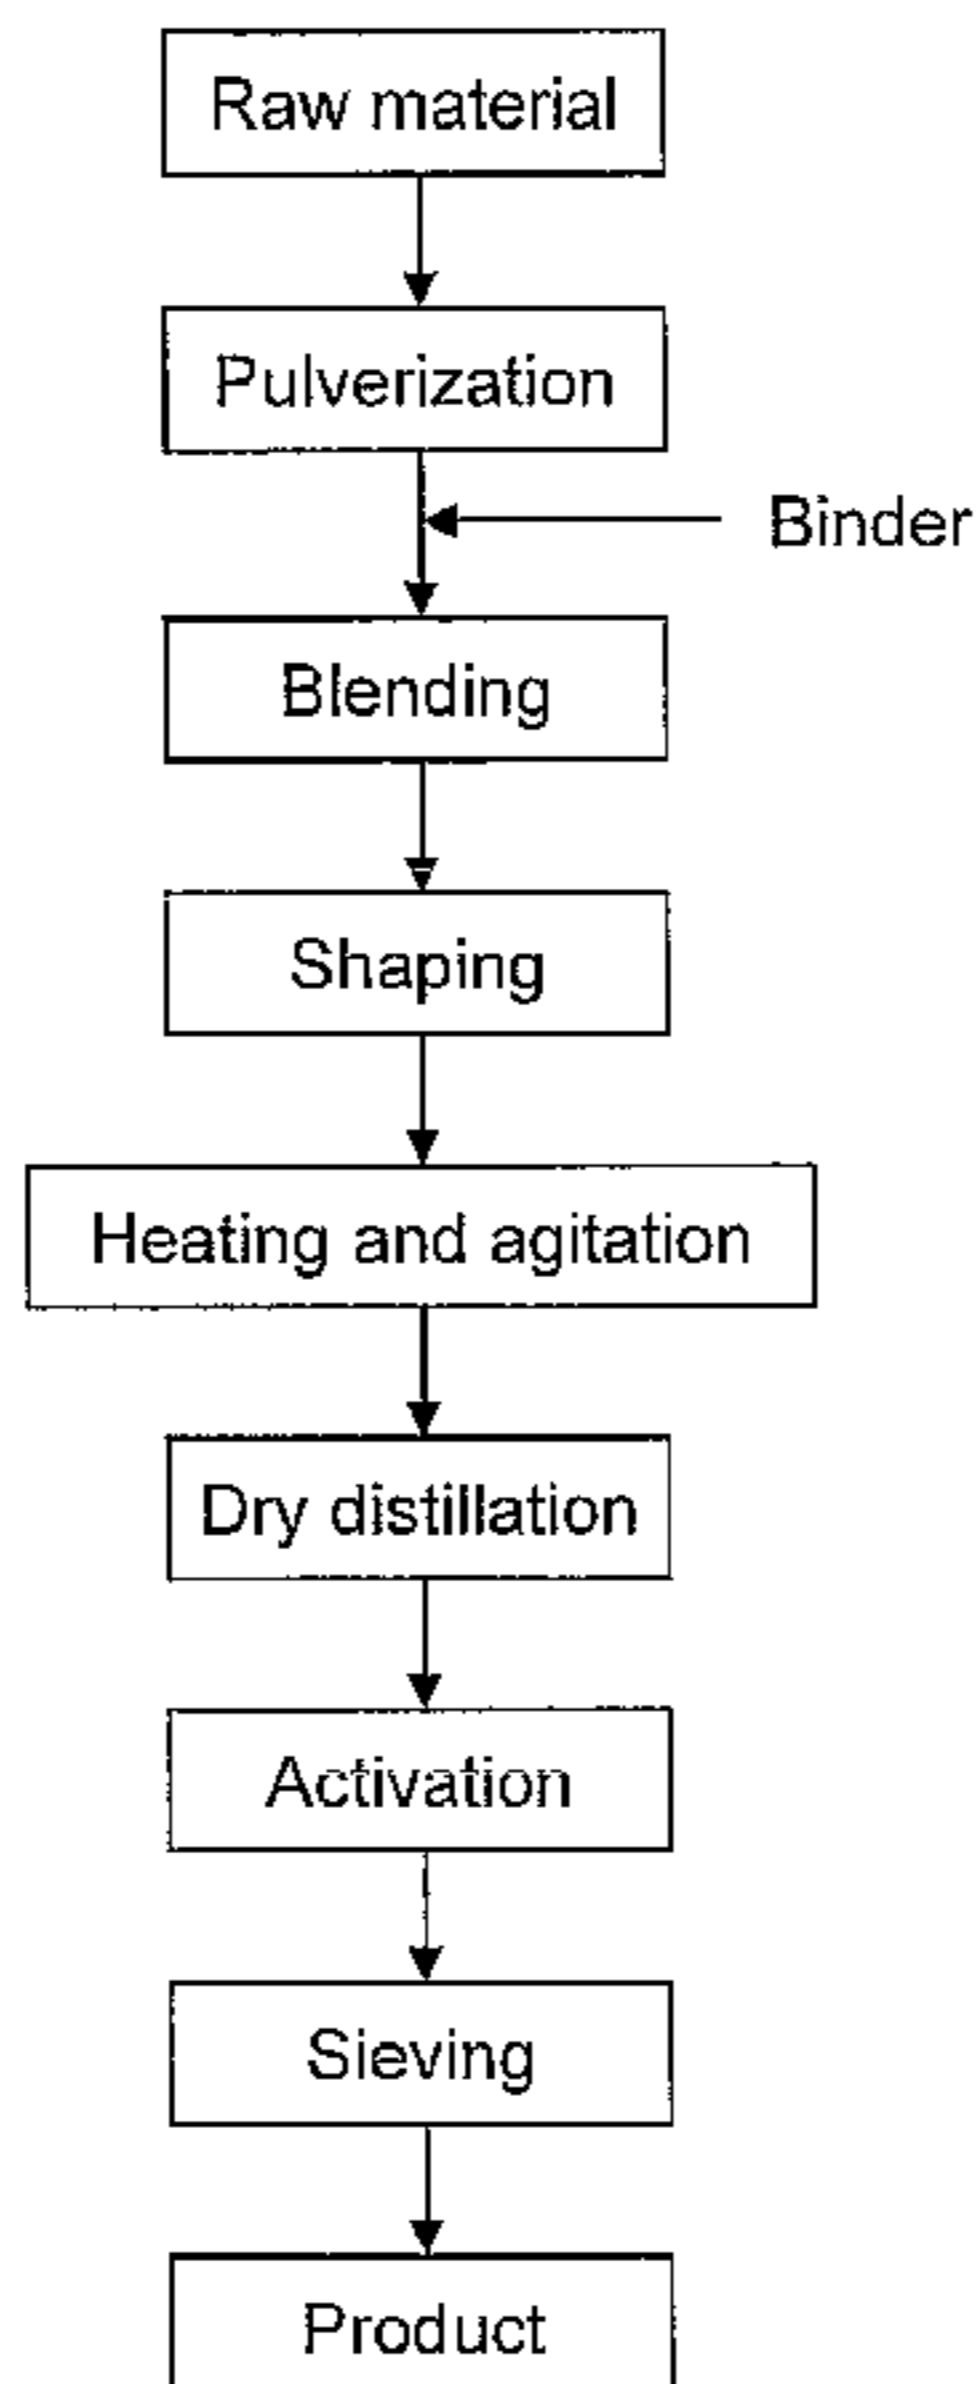 Raw material
Pulverization
Binder
Blending
Shaping
Heating and agitation
Dry distillation
Activation
Sieving
Product